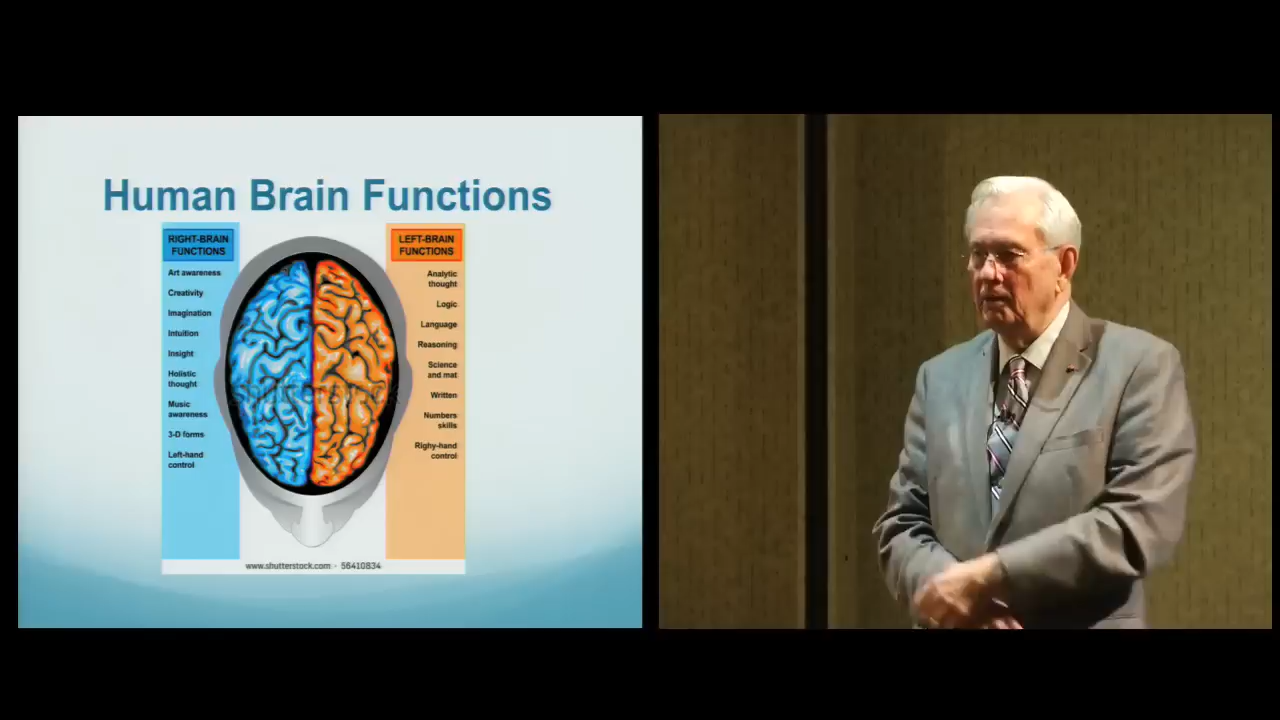 Human Brain Functions
RIGHT-BRAIN
FUNCTIONS
Art awareness
Creativity
Imagination
Intuition
Insight
Holistic
thought
Music
awareness
3-D forms
Left-hand
control
LEFT-BRAIN
FUNCTIONS
Analytic
thought
Logic
Language
Reasoning
Science
and mat
Written
Numbers
skills
Righy-hand
control
shutterstock
www.shutterstock.com - 56410834